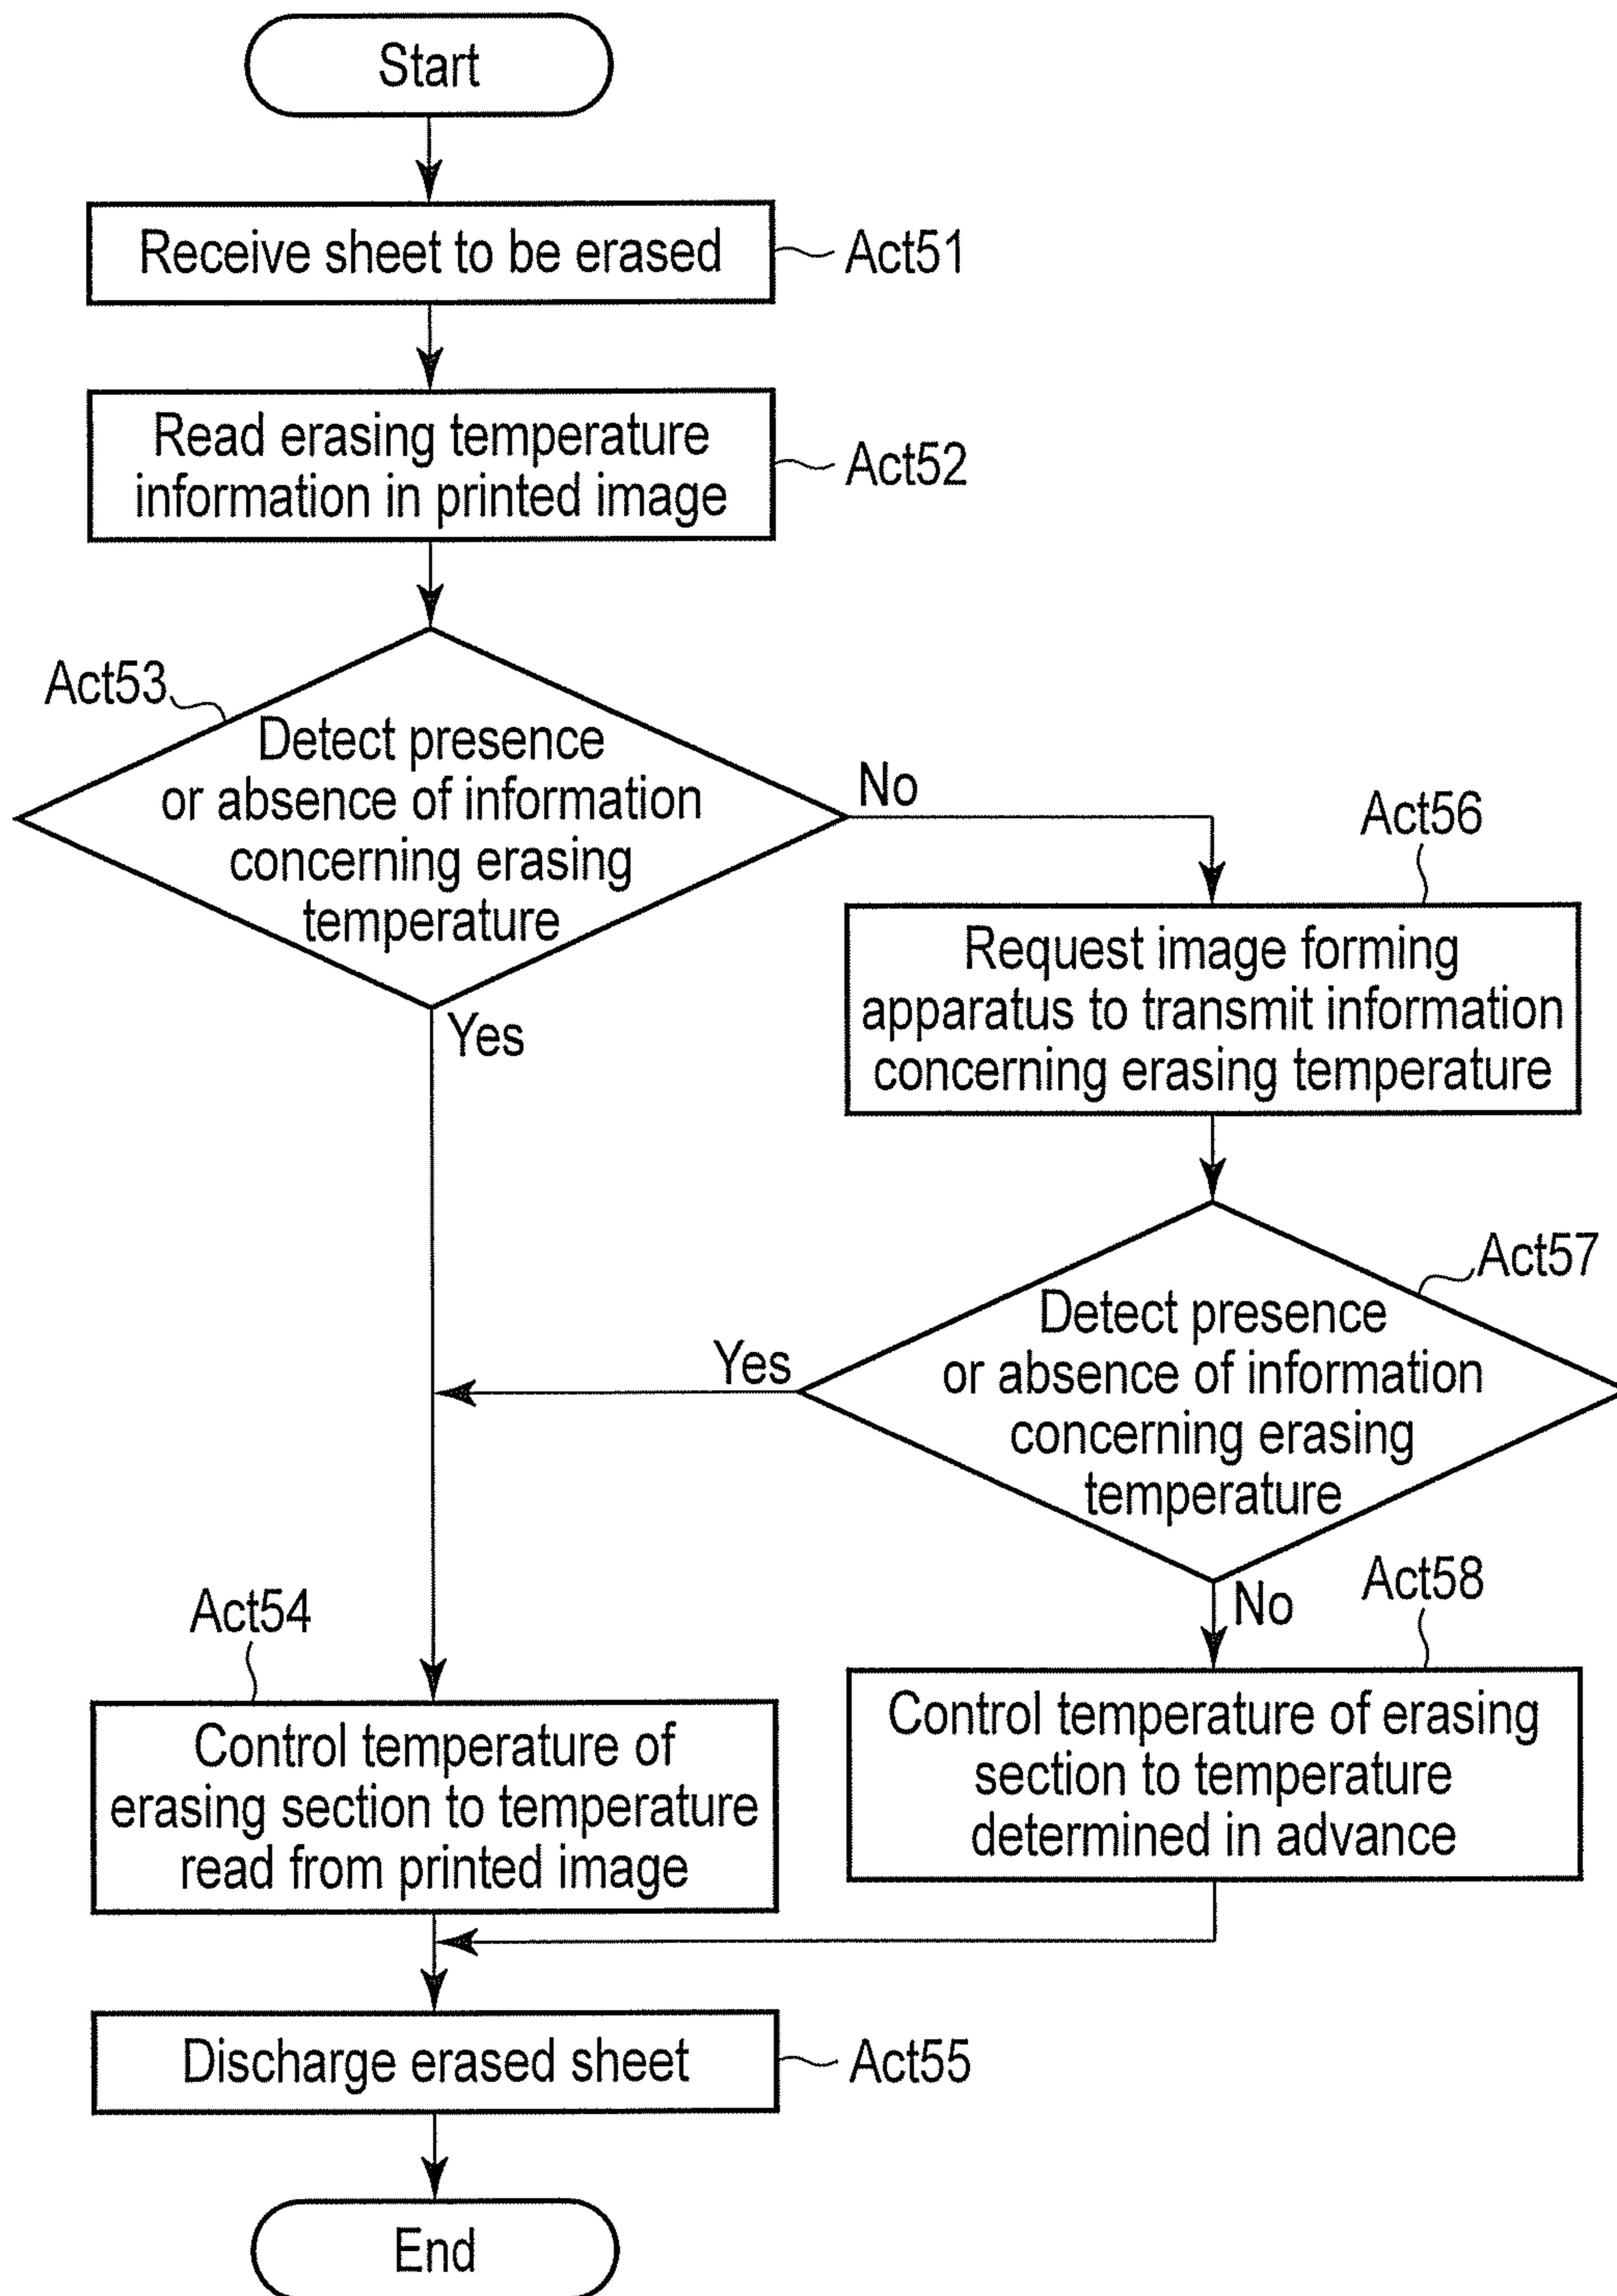 Start
Receive sheet to be erased
Act51
Read erasing temperature
information in printed image
Act52
Act53
Detect presence
or absence of information
concerning erasing
temperature
No
Yes
Act56
Request image forming
apparatus to transmit information
concerning erasing temperature
Act57
Detect presence
or absence of information
concerning erasing
temperature
Yes
No
Act54
Control temperature of
erasing section to temperature
read from printed image
Act58
Control temperature of erasing
section to temperature
determined in advance
Discharge erased sheet
Act55
End